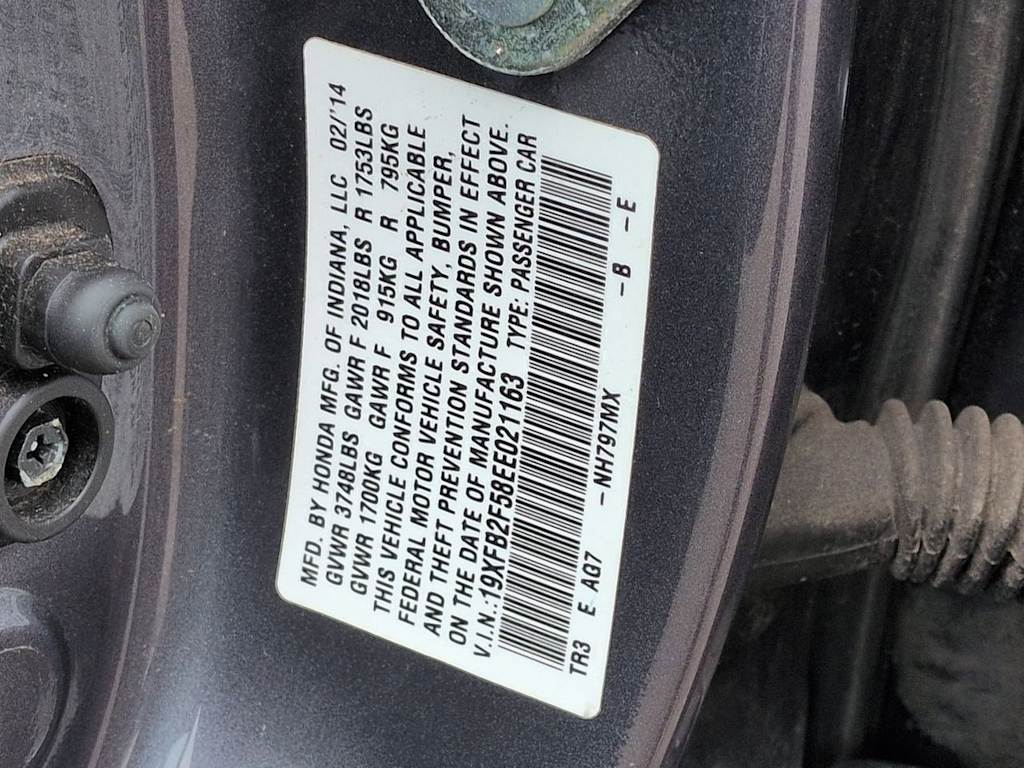 MFD. BY HONDA MFG. OF INDIANA, LLC 02/'14
GVWR 3748LBS GAWR F 2018LBS R 1753LBS
GVWR 1700KG GAWR F 915KG R 795KG
THIS VEHICLE CONFORMS TO ALL APPLICABLE
FEDERAL MOTOR VEHICLE SAFETY, BUMPER,
AND THEFT PREVENTION STANDARDS IN EFFECT
ON THE DATE OF MANUFACTURE SHOWN ABOVE.
V.I.N.:19XFB2F58EE021163 TYPE: PASSENGER CAR
TR3 E AG7 -NH797MX -B -E